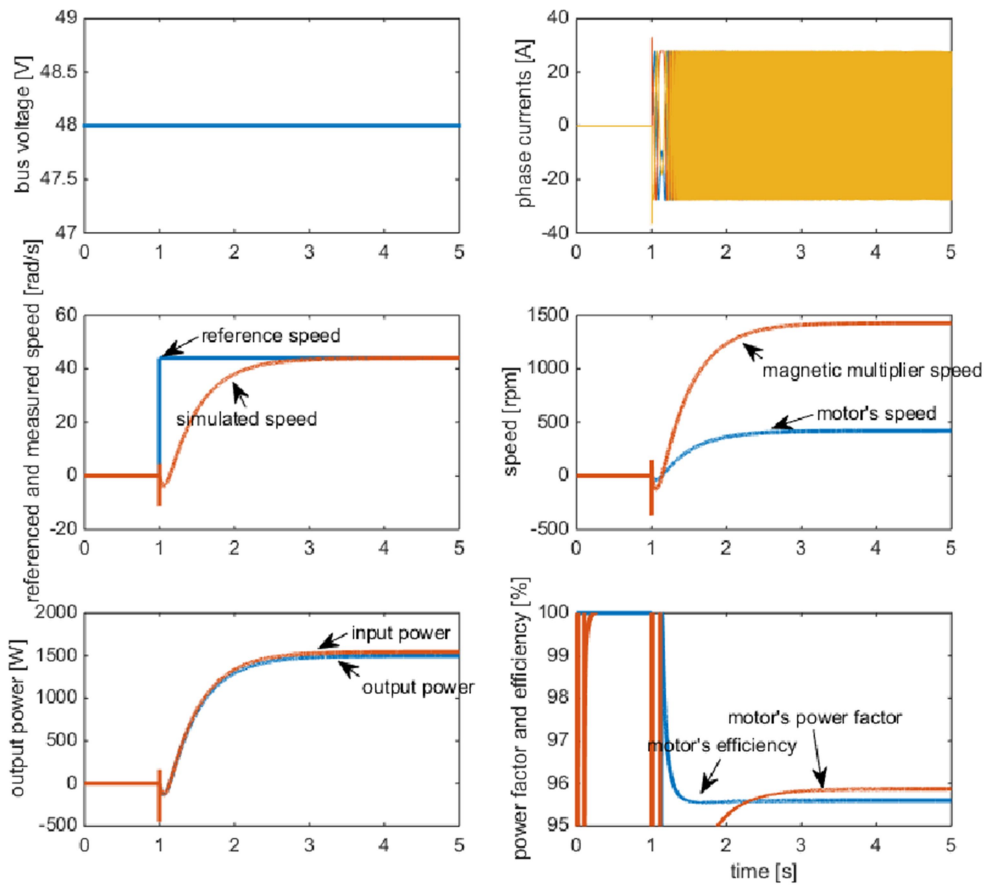 bus voltage [V]
49
48.5
48
47.5
47
0 1 2 3 4 5
phase currents [A]
40
20
0
-20
-40
0 1 2 3 4 5
referenced and measured speed [rad/s]
60
40
20
0
-20
reference speed
simulated speed
0 1 2 3 4 5
speed [rpm]
1500
1000
500
0
-500
magnetic multiplier speed
motor's speed
0 1 2 3 4 5
output power [W]
2000
1500
1000
500
0
-500
input power
output power
0 1 2 3 4 5
power factor and efficiency [%]
100
99
98
97
96
95
motor's power factor
motor's efficiency
0 1 2 3 4 5
time [s]